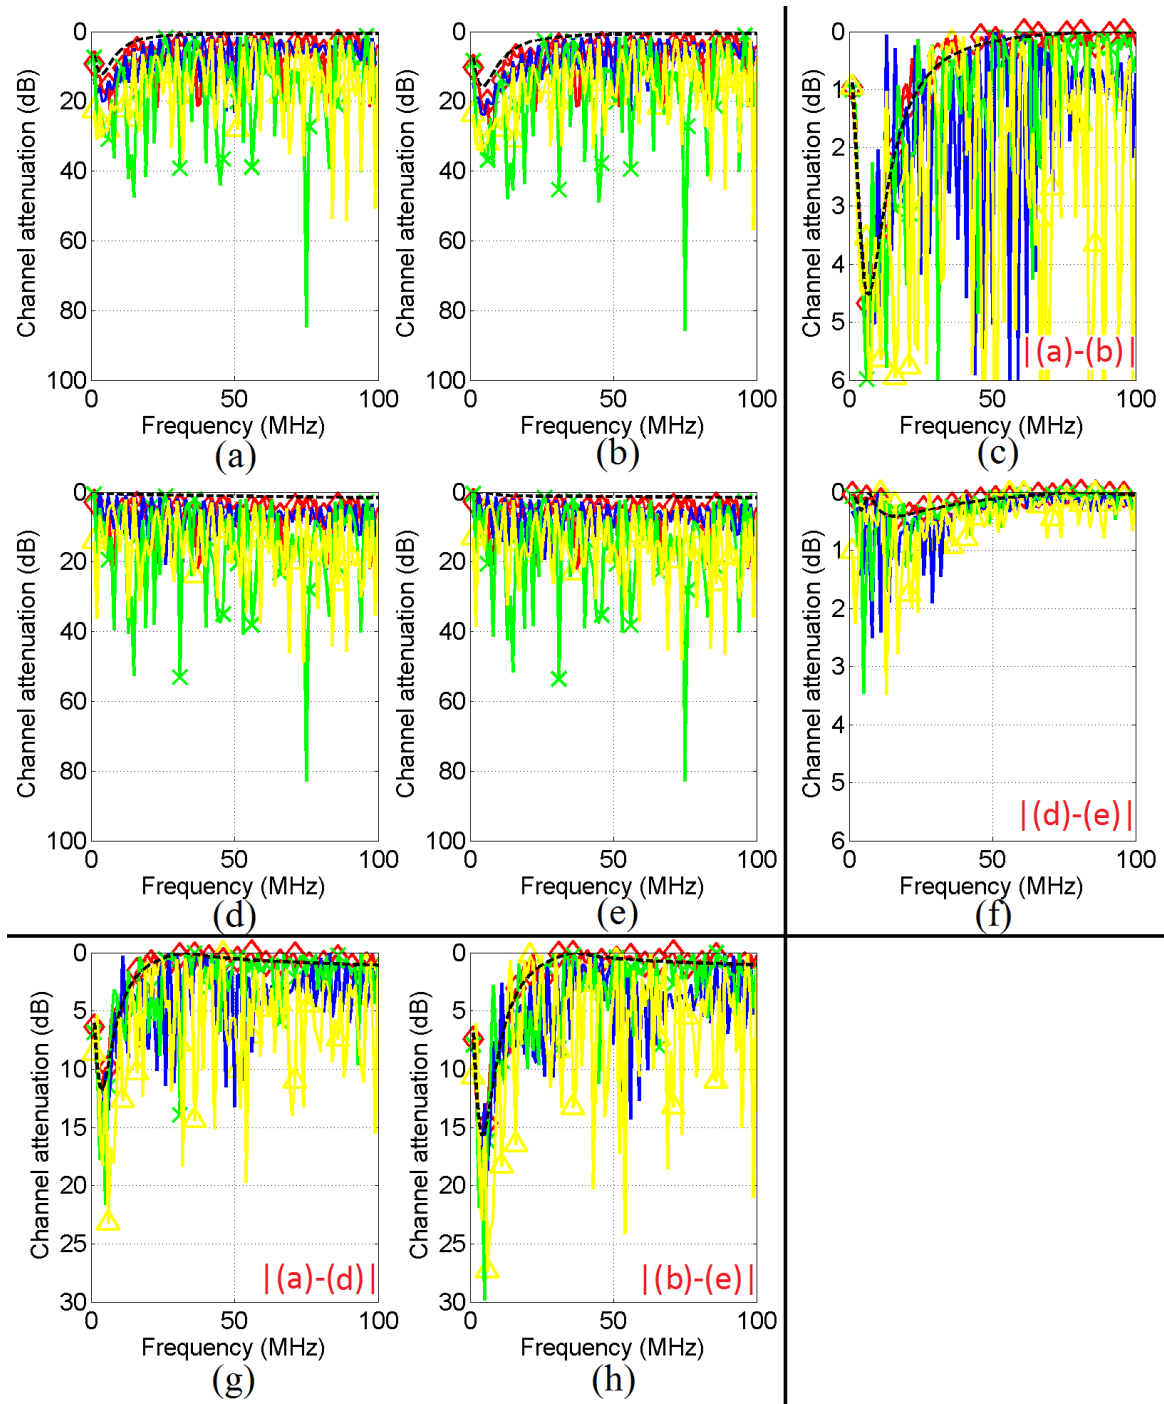 0
20
40
60
80
100
Channel attenuation (dB)
0
50
100
Frequency (MHz)
(a)
0
20
40
60
80
100
Channel attenuation (dB)
0
50
100
Frequency (MHz)
(b)
0
1
2
3
4
5
6
Channel attenuation (dB)
|(a)-(b)|
0
50
100
Frequency (MHz)
(c)
0
20
40
60
80
100
Channel attenuation (dB)
0
50
100
Frequency (MHz)
(d)
0
20
40
60
80
100
Channel attenuation (dB)
0
50
100
Frequency (MHz)
(e)
0
1
2
3
4
5
6
Channel attenuation (dB)
|(d)-(e)|
0
50
100
Frequency (MHz)
(f)
0
5
10
15
20
25
30
Channel attenuation (dB)
|(a)-(d)|
0
50
100
Frequency (MHz)
(g)
0
5
10
15
20
25
30
Channel attenuation (dB)
|(b)-(e)|
0
50
100
Frequency (MHz)
(h)